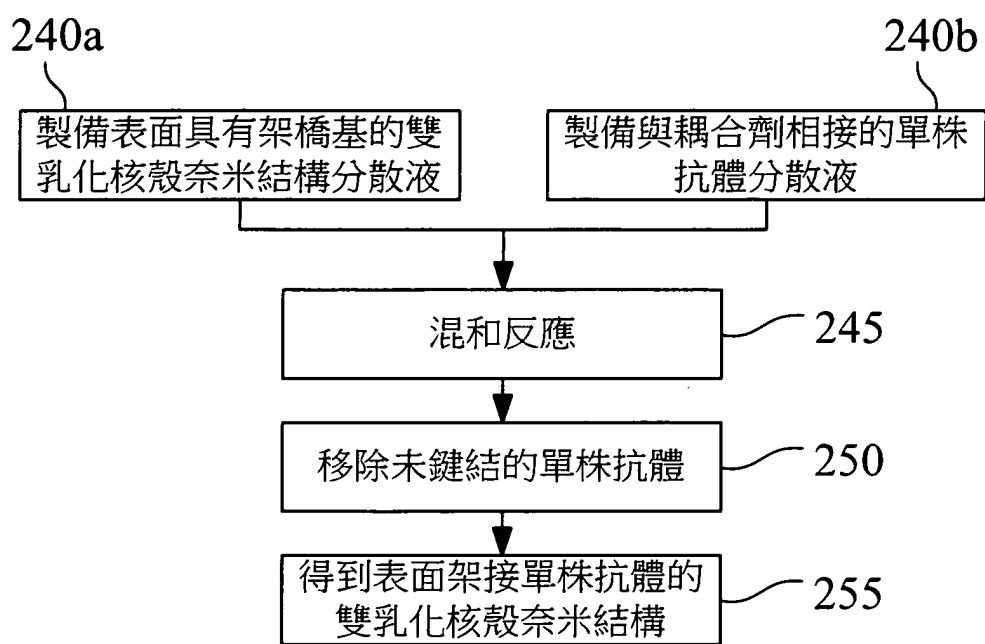 240a
240b
製備表面具有架橋基的雙
乳化核殼奈米結構分散液
製備與耦合劑相接的單株
抗體分散液
混和反應
245
移除未鍵結的單株抗體
250
得到表面架接單株抗體的
雙乳化核殼奈米結構
255